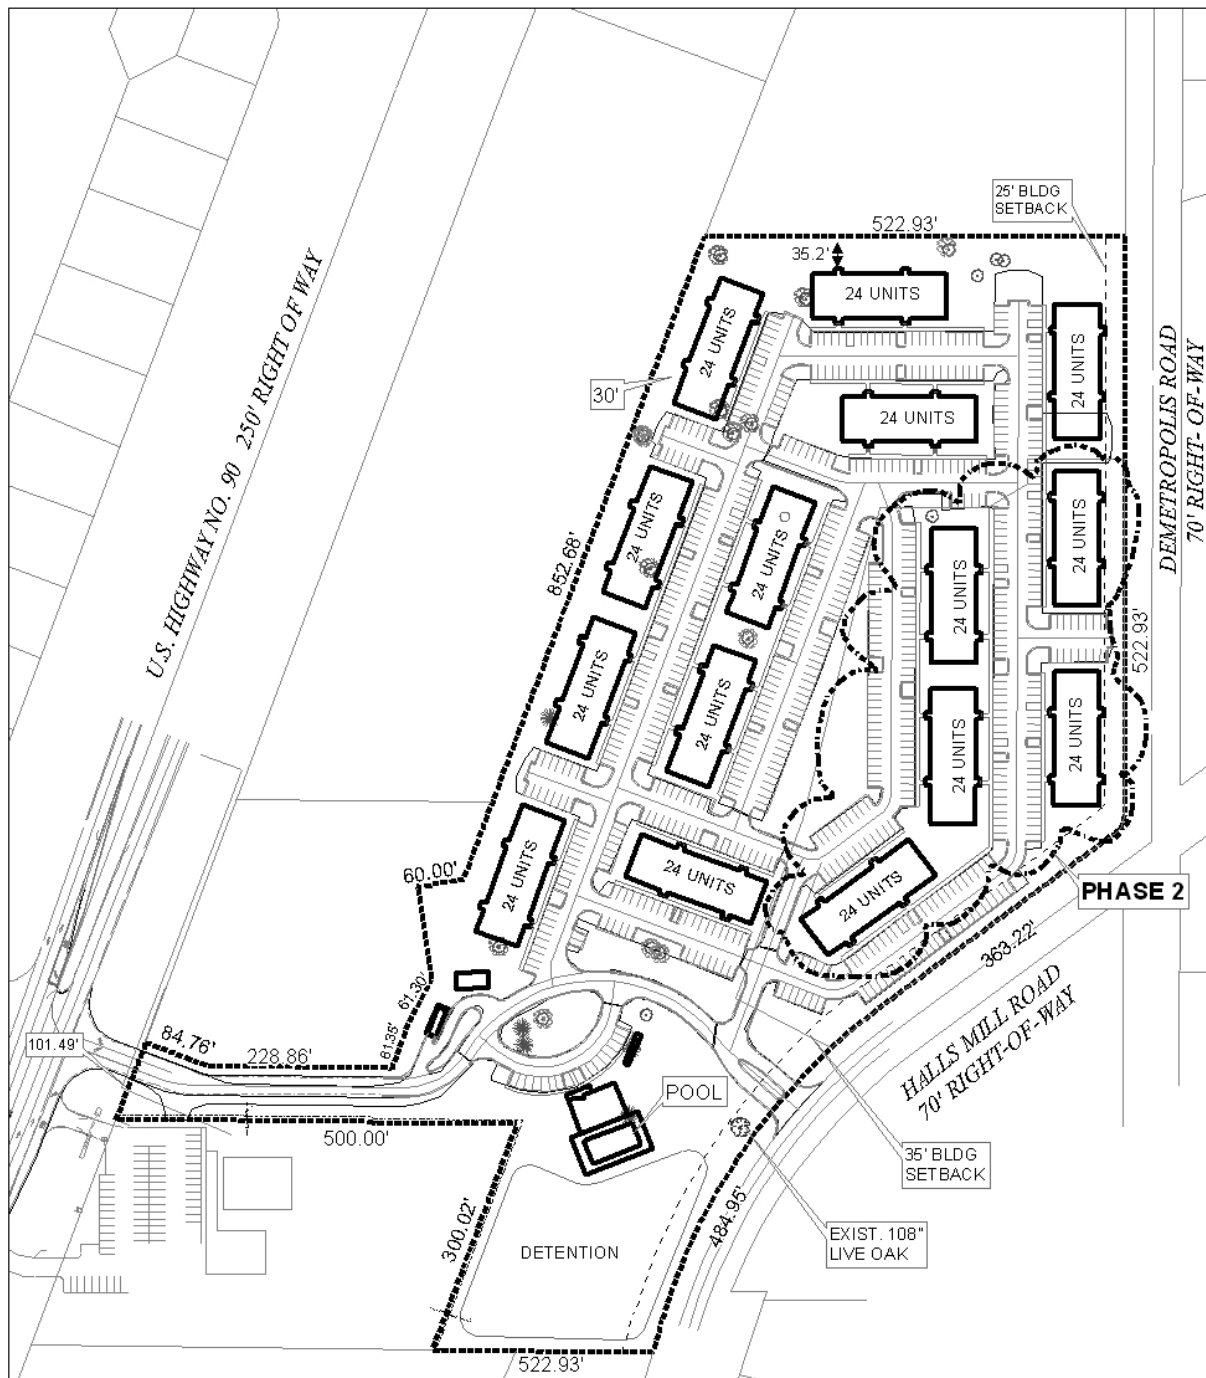 25' BLDG
SETBACK
522.93'
35.2'
24 UNITS
24 UNITS
24 UNITS
30'
24 UNITS
U.S. HIGHWAY NO. 90 250' RIGHT OF WAY
DEMETROPOLIS ROAD
70' RIGHT- OF-WAY
24 UNITS
24 UNITS
24 UNITS
852.68'
24 UNITS
522.93'
24 UNITS
24 UNITS
24 UNITS
24 UNITS
60.00'
24 UNITS
24 UNITS
24 UNITS
PHASE 2
363.22'
HALLS MILL ROAD
70' RIGHT-OF-WAY
61.30'
81.35'
84.76'
101.49'
228.86'
POOL
500.00'
35' BLDG
SETBACK
484.95'
300.02'
EXIST. 108"
LIVE OAK
DETENTION
522.93'